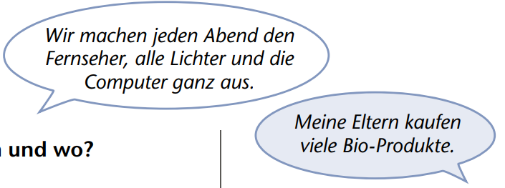 Wir machen jeden Abend den
Fernseher, alle Lichter und die
Computer ganz aus.
Meine Eltern kaufen
viele Bio-Produkte.
und wo?